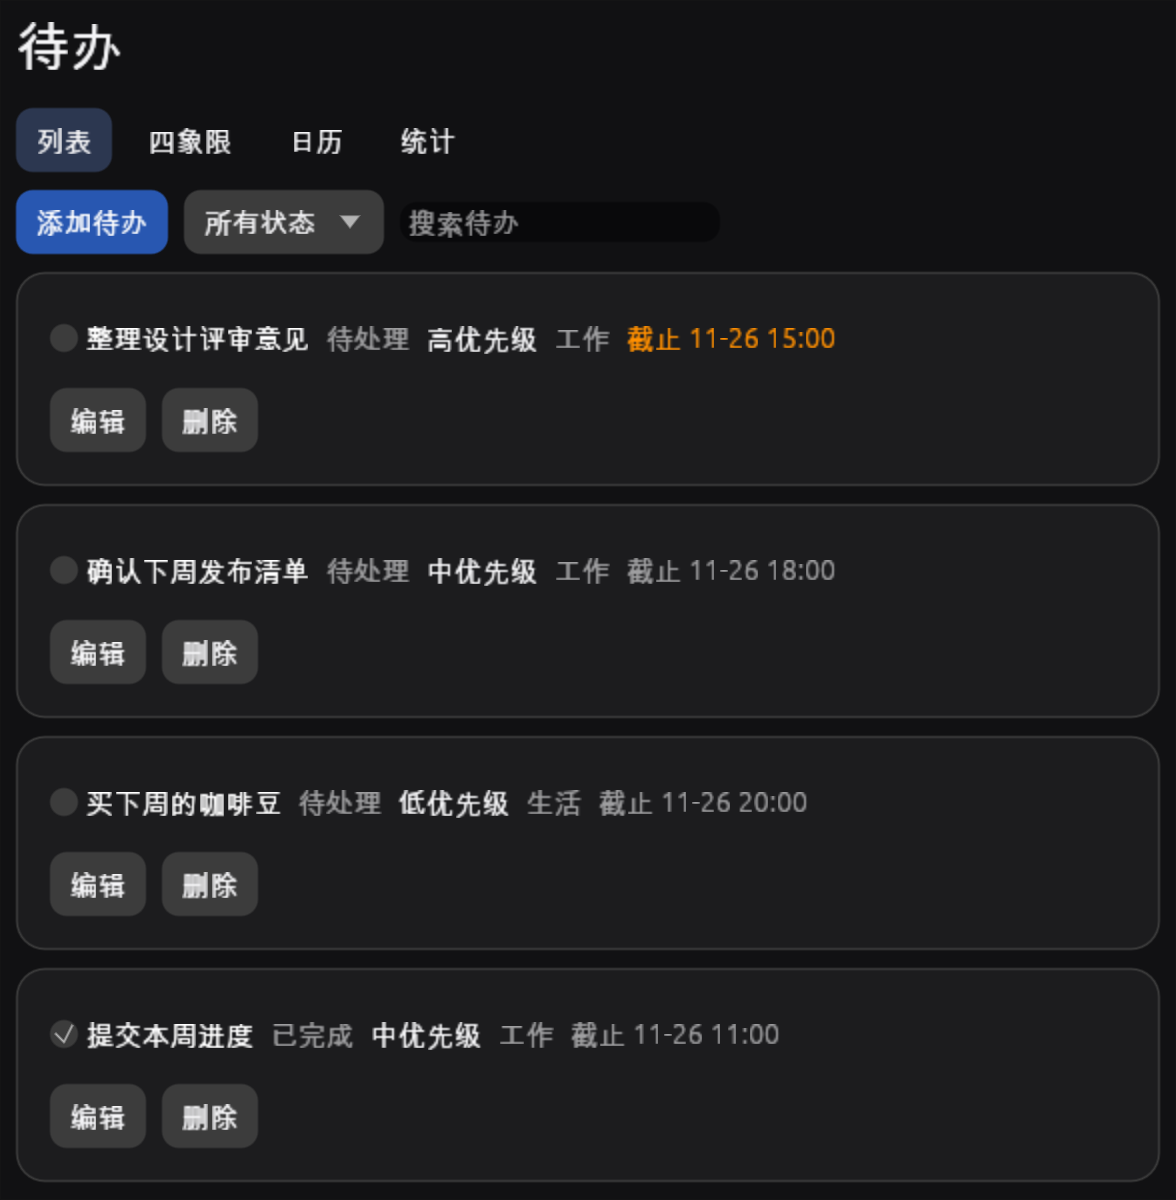 待办
列表 四象限 日历 统计
添加待办 所有状态 搜索待办
整理设计评审意见 待处理 高优先级 工作 截止 11-26 15:00
编辑 删除
确认下周发布清单 待处理 中优先级 工作 截止 11-26 18:00
编辑 删除
买下周的咖啡豆 待处理 低优先级 生活 截止 11-26 20:00
编辑 删除
提交本周进度 已完成 中优先级 工作 截止 11-26 11:00
编辑 删除